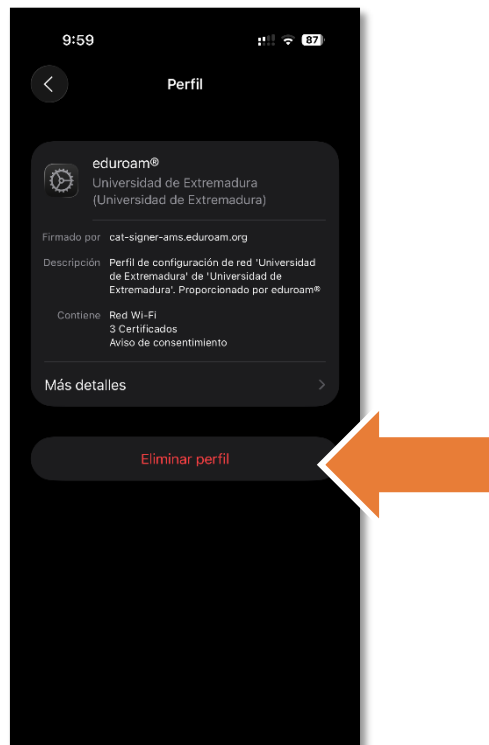 9:59
87
Perfil
eduroam®
Universidad de Extremadura
(Universidad de Extremadura)
Firmado por cat-signer-ams.eduroam.org
Descripción Perfil de configuración de red 'Universidad
de Extremadura' de 'Universidad de
Extremadura'. Proporcionado por eduroam®
Contiene Red Wi-Fi
3 Certificados
Aviso de consentimiento
Más detalles
Eliminar perfil